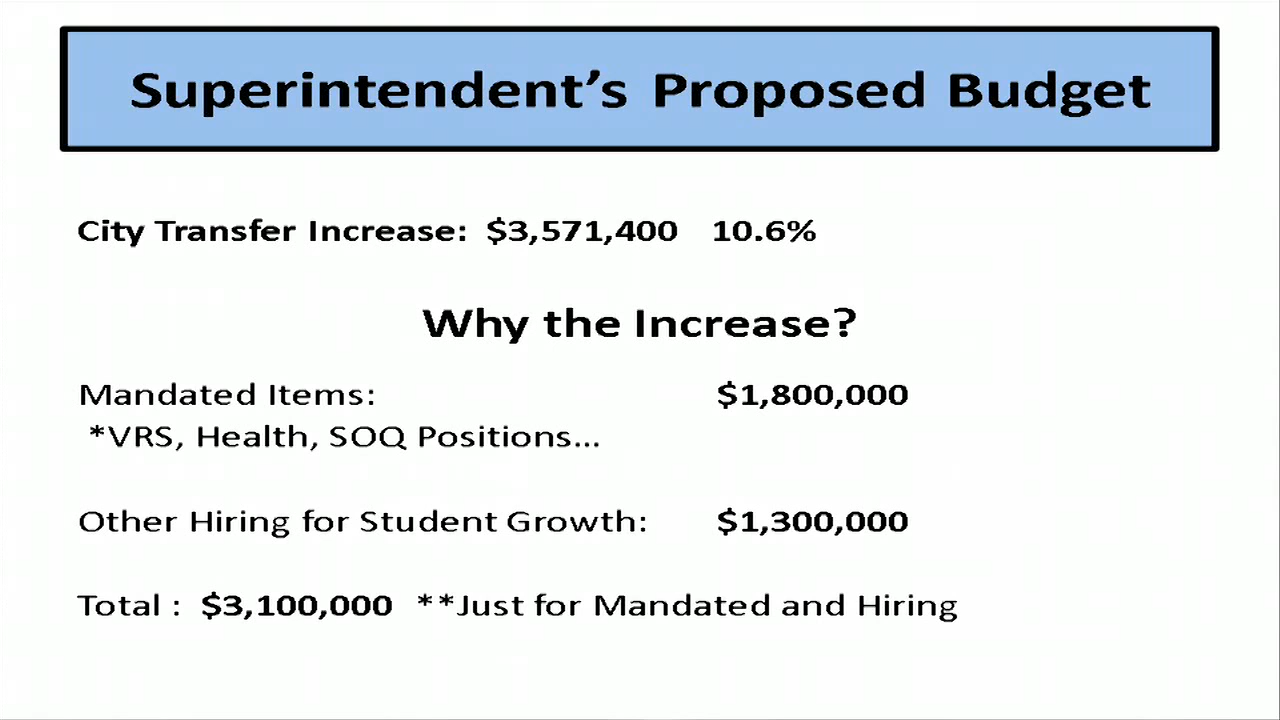 Superintendent’s Proposed Budget
City Transfer Increase: $3,571,400 10.6%
Why the Increase?
Mandated Items: $1,800,000
*VRS, Health, SOQ Positions...
Other Hiring for Student Growth: $1,300,000
Total : $3,100,000 **Just for Mandated and Hiring